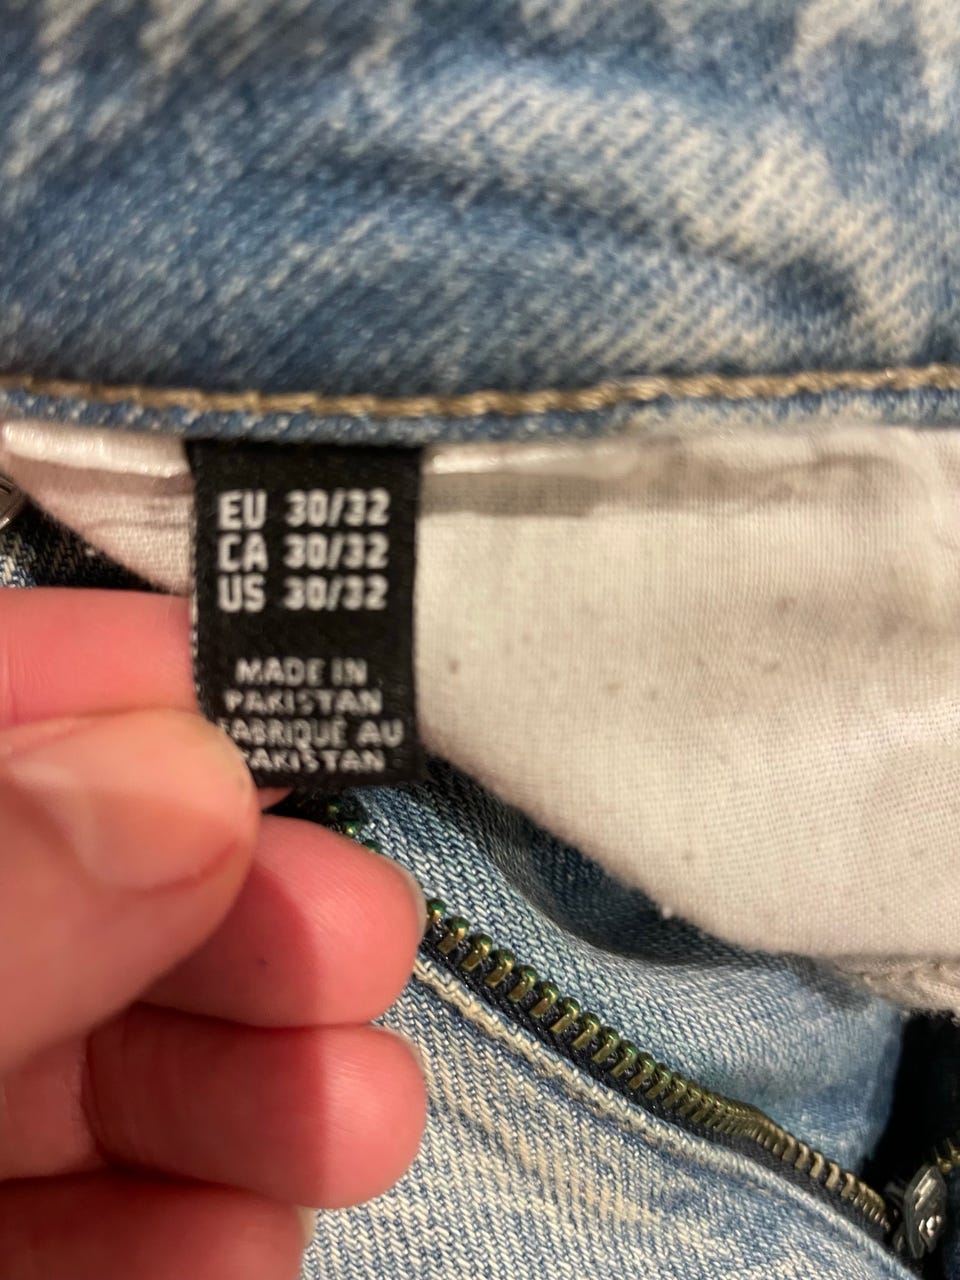 EU 30/32
CA 30/32
US 30/32
MADE IN
PAKISTAN
FABRIQUÉ AU
PAKISTAN